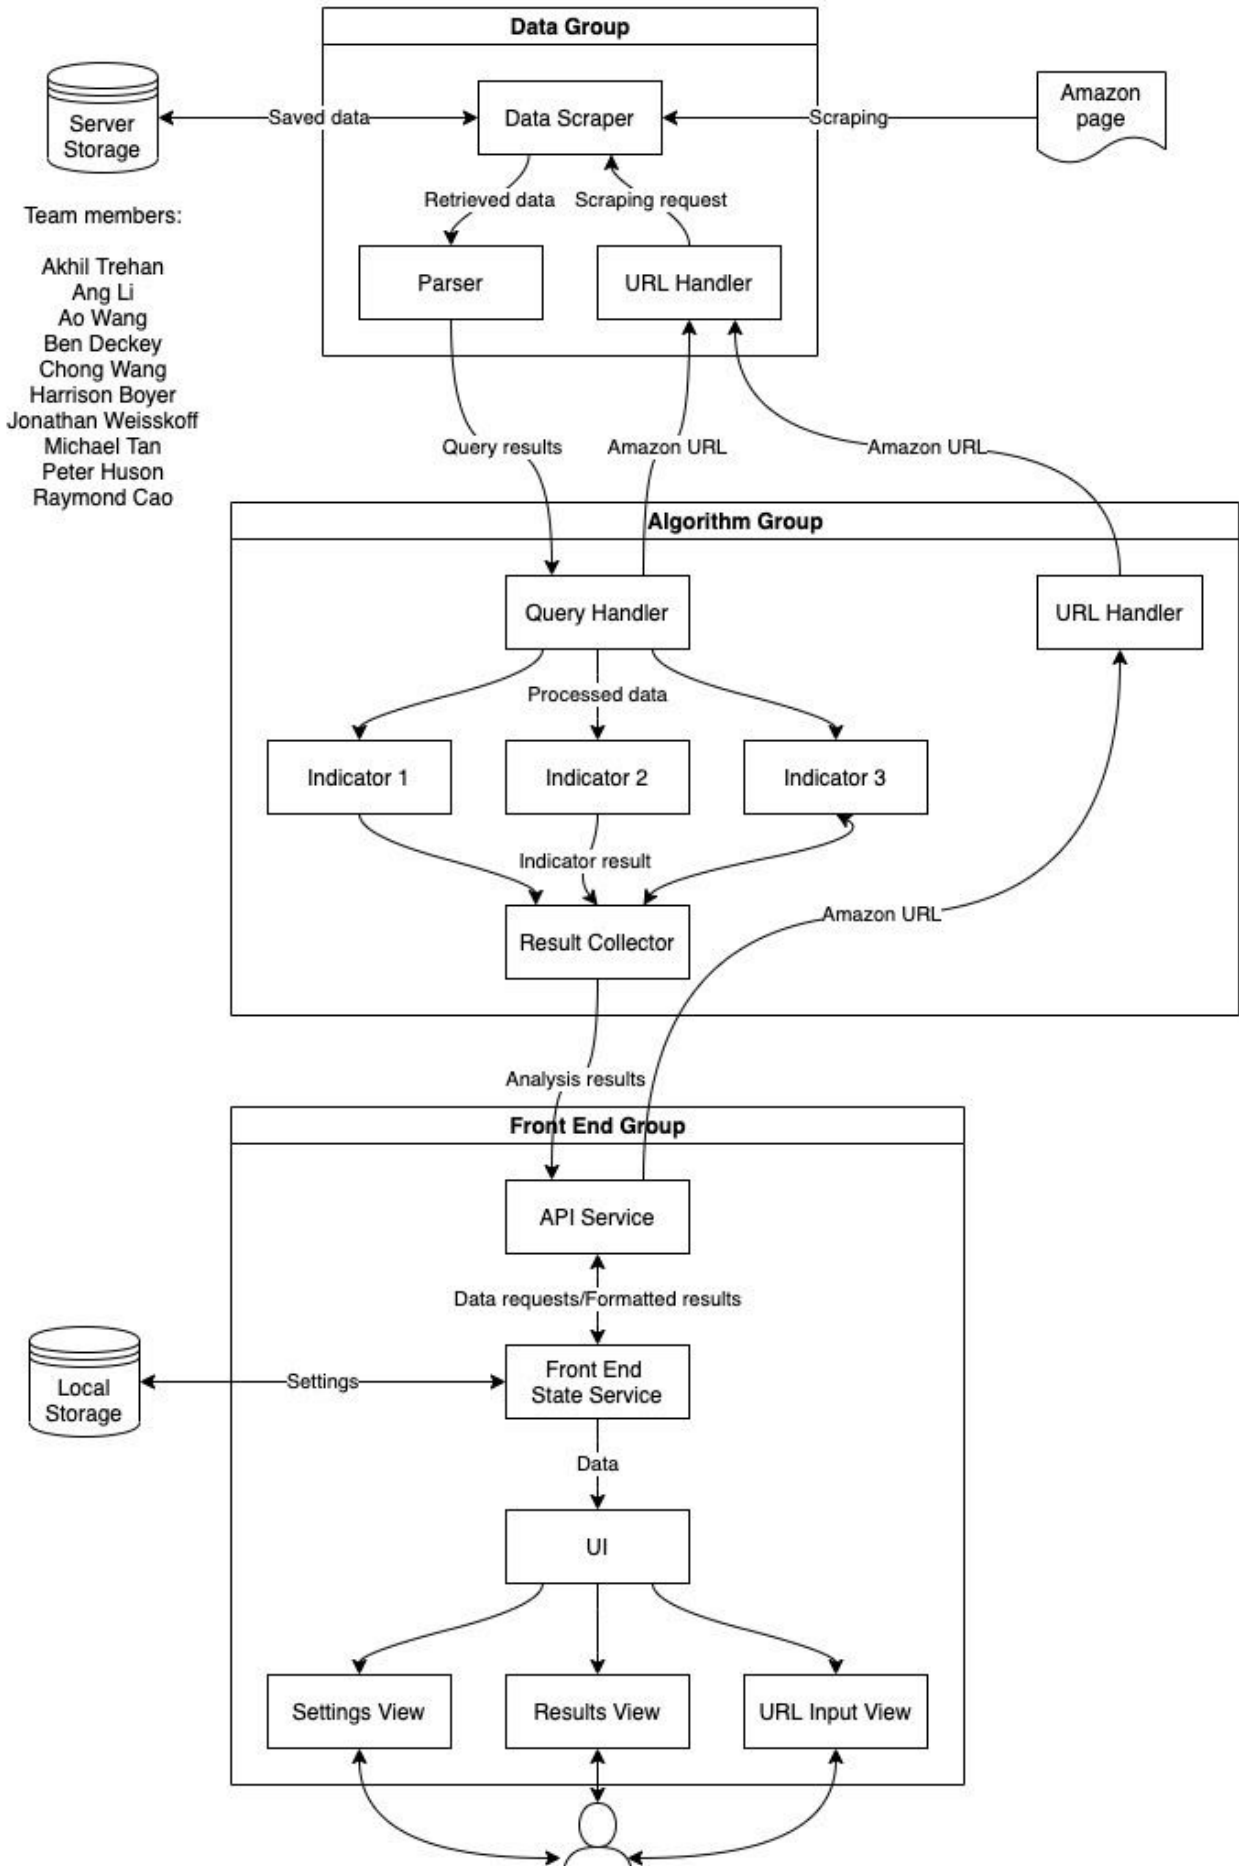 Data Group
Server
Storage
Saved data
Data Scraper
Scraping
Amazon
page
Retrieved data
Scraping request
Parser
URL Handler
Team members:
Akhil Trehan
Ang Li
Ao Wang
Ben Deckey
Chong Wang
Harrison Boyer
Jonathan Weisskoff
Michael Tan
Peter Huson
Raymond Cao
Query results
Amazon URL
Amazon URL
Algorithm Group
Query Handler
URL Handler
Processed data
Indicator 1
Indicator 2
Indicator 3
Indicator result
Amazon URL
Result Collector
Analysis results
Front End Group
API Service
Data requests/Formatted results
Local
Storage
Settings
Front End
State Service
Data
UI
Settings View
Results View
URL Input View